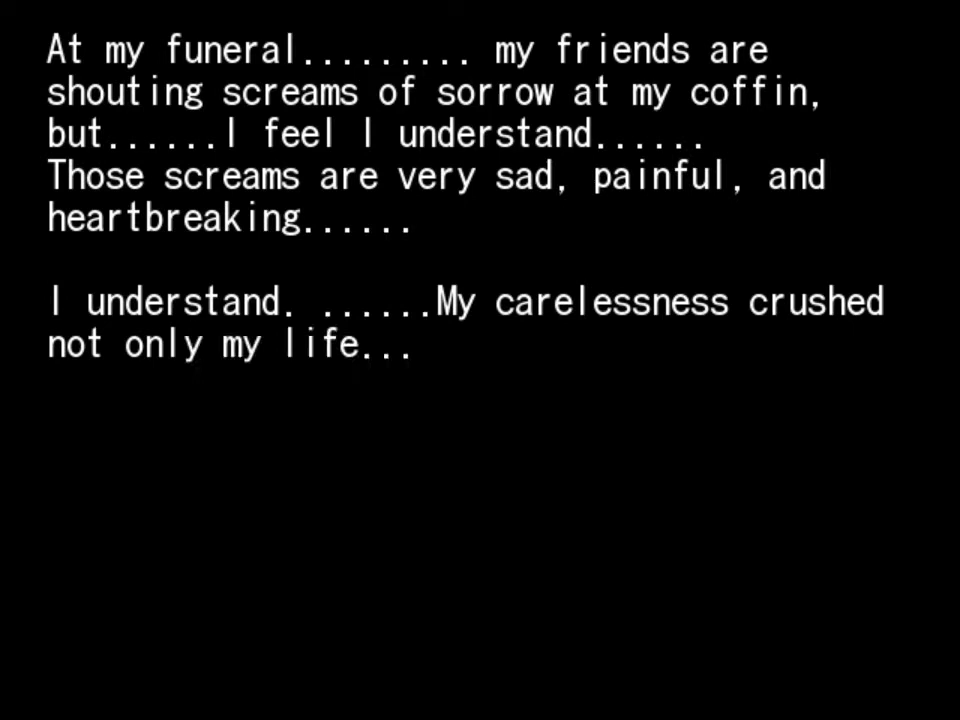 At my funeral......... my friends are
shouting screams of sorrow at my coffin,
but......I feel I understand......
Those screams are very sad, painful, and
heartbreaking......
I understand. ......My carelessness crushed
not only my life...